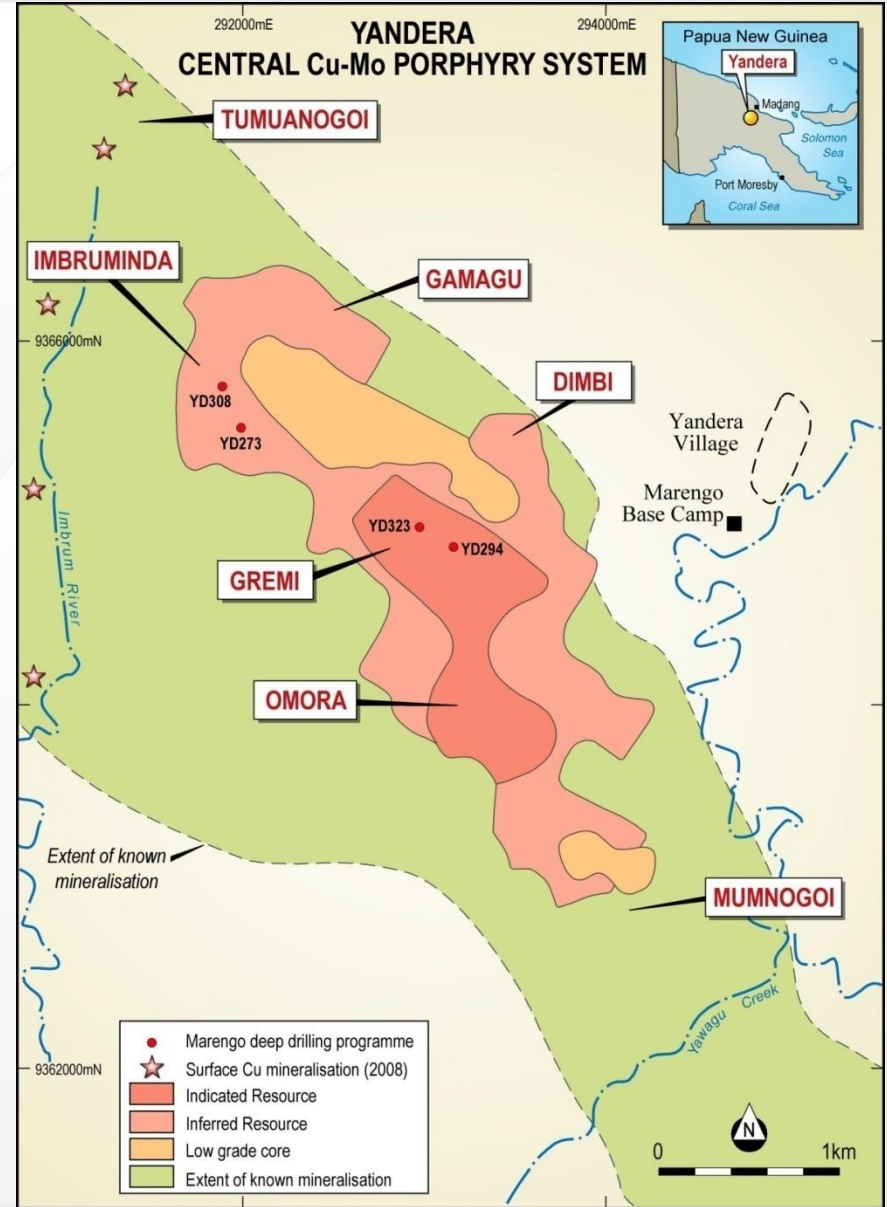 292000mE
294000mE
YANDERA
CENTRAL Cu-Mo PORPHYRY SYSTEM
Papua New Guinea
Yandera
Madang
Solomon
Sea
Port Moresby
Coral Sea
TUMUANOGOI
IMBRUMINDA
GAMAGU
9366000mN
DIMBI
YD308
YD273
Yandera
Village
Marengo
Base Camp
YD323
YD294
Imbrum River
GREMI
OMORA
Extent of known
mineralisation
MUMNOGOI
Yawagu Creek
9362000mN
Marengo deep drilling programme
Surface Cu mineralisation (2008)
Indicated Resource
Inferred Resource
Low grade core
Extent of known mineralisation
N
0
1km